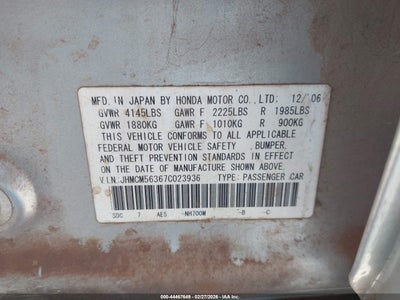 MFD. IN JAPAN BY HONDA MOTOR CO., LTD. 12/06
GVWR 4145LBS GAWR F 2225LBS R 1985LBS
GVWR 1880KG GAWR F 1010KG R 900KG
THIS VEHICLE CONFORMS TO ALL APPLICABLE
FEDERAL MOTOR VEHICLE SAFETY, BUMPER,
AND THEFT PREVENTION STANDARDS IN EFFECT
ON THE DATE OF MANUFACTURE SHOWN ABOVE.
V.I.N.:JHMCM56367C023936 TYPE: PASSENGER CAR
SDC 7 AE5 -NH700M -B -C
000-44467649 - 02/27/2026 - IAAI